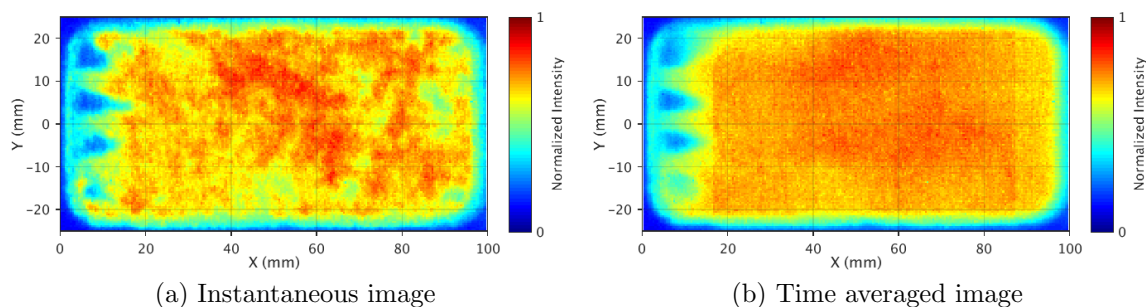 20
10
0
−10
−20
Y (mm)
0 20 40 60 80 100
X (mm)
1
0
Normalized Intensity
(a) Instantaneous image
20
10
0
−10
−20
Y (mm)
0 20 40 60 80 100
X (mm)
1
0
Normalized Intensity
(b) Time averaged image